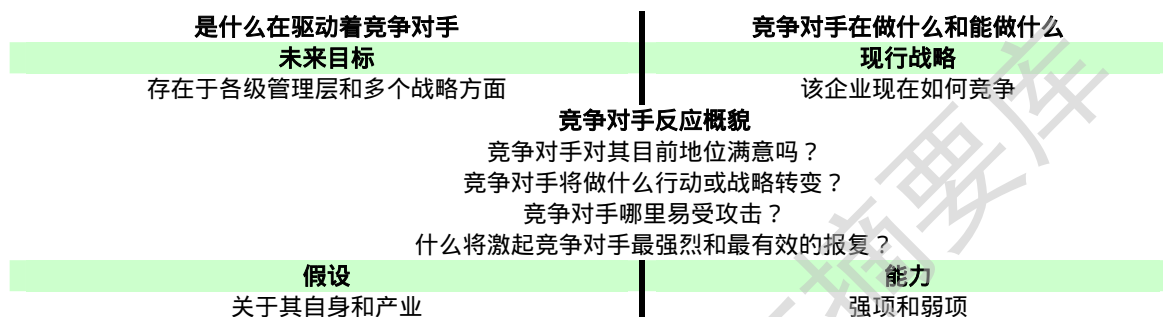 是什么在驱动着竞争对手 竞争对手在做什么和能做什么
未来目标 现行战略
存在于各级管理层和多个战略方面 该企业现在如何竞争
竞争对手反应概貌
竞争对手对其目前地位满意吗？
竞争对手将做什么行动或战略转变？
竞争对手哪里易受攻击？
什么将激起竞争对手最强烈和最有效的报复？
假设 能力
关于其自身和产业 强项和弱项
摘要库